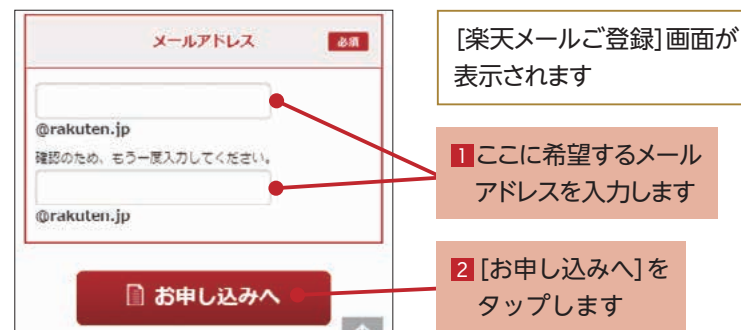 メールアドレス 必須
@rakuten.jp
確認のため、もう一度入力してください。
@rakuten.jp
お申し込みへ
[楽天メールご登録]画面が
表示されます
1 ここに希望するメール
アドレスを入力します
2 [お申し込みへ]を
タップします